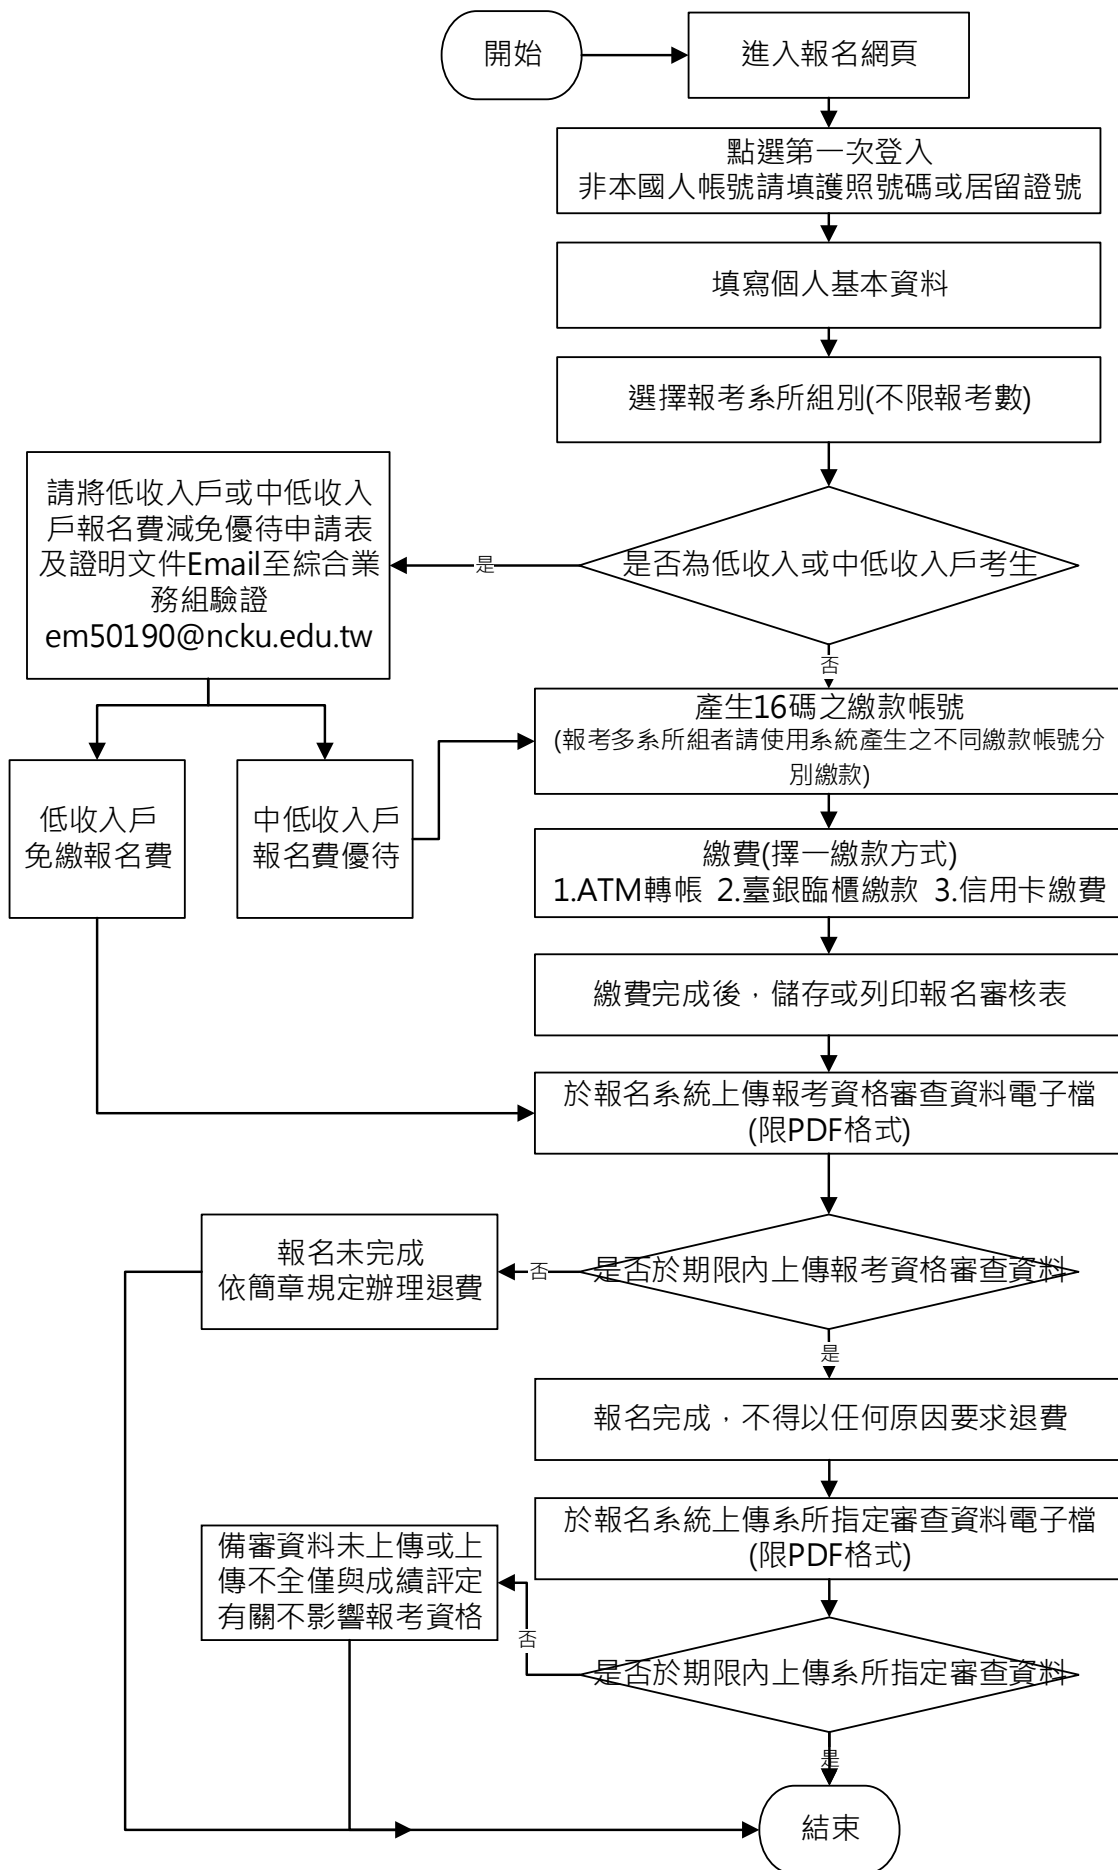 開始
進入報名網頁
點選第一次登入
非本國人帳號請填護照號碼或居留證號
填寫個人基本資料
選擇報考系所組別(不限報考數)
是否為低收入或中低收入戶考生
是
請將低收入戶或中低收入
戶報名費減免優待申請表
及證明文件Email至綜合業
務組驗證
em50190@ncku.edu.tw
否
低收入戶
免繳報名費
中低收入戶
報名費優待
產生16碼之繳款帳號
(報考多系所組者請使用系統產生之不同繳款帳號分
別繳款)
繳費(擇一繳款方式)
1.ATM轉帳 2.臺銀臨櫃繳款 3.信用卡繳費
繳費完成後，儲存或列印報名審核表
於報名系統上傳報考資格審查資料電子檔
(限PDF格式)
是否於期限內上傳報考資格審查資料
否
報名未完成
依簡章規定辦理退費
是
報名完成，不得以任何原因要求退費
於報名系統上傳系所指定審查資料電子檔
(限PDF格式)
是否於期限內上傳系所指定審查資料
否
備審資料未上傳或上
傳不全僅與成績評定
有關不影響報考資格
是
結束